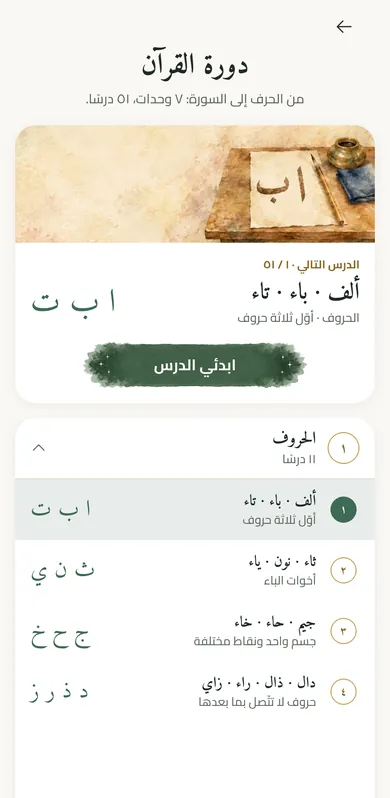 دورة القرآن
من الحرف إلى السورة: ٧ وحدات، ٥١ درسًا.
اب
الدرس التالي · ١ / ٥١
ألف · باء · تاء
ا ب ت
الحروف · أوّل ثلاثة حروف
ابدئي الدرس
١
الحروف
١١ درسًا
١
ألف · باء · تاء
أوّل ثلاثة حروف
ا ب ت
٢
ثاء · نون · ياء
أخوات الباء
ث ن ي
٣
جيم · حاء · خاء
جسم واحد ونقاط مختلفة
ج ح خ
٤
دال · ذال · راء · زاي
حروف لا تتّصل بما بعدها
د ذ ر ز